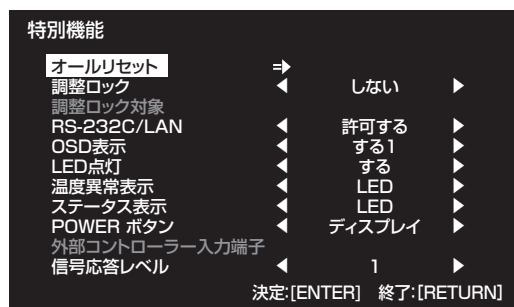 特別機能
オールリセット
調整ロック しない
調整ロック対象
RS-232C/LAN 許可する
OSD表示 する1
LED点灯 する
温度異常表示 LED
ステータス表示 LED
POWER ボタン ディスプレイ
外部コントローラー入力端子
信号応答レベル 1
決定:[ENTER] 終了:[RETURN]